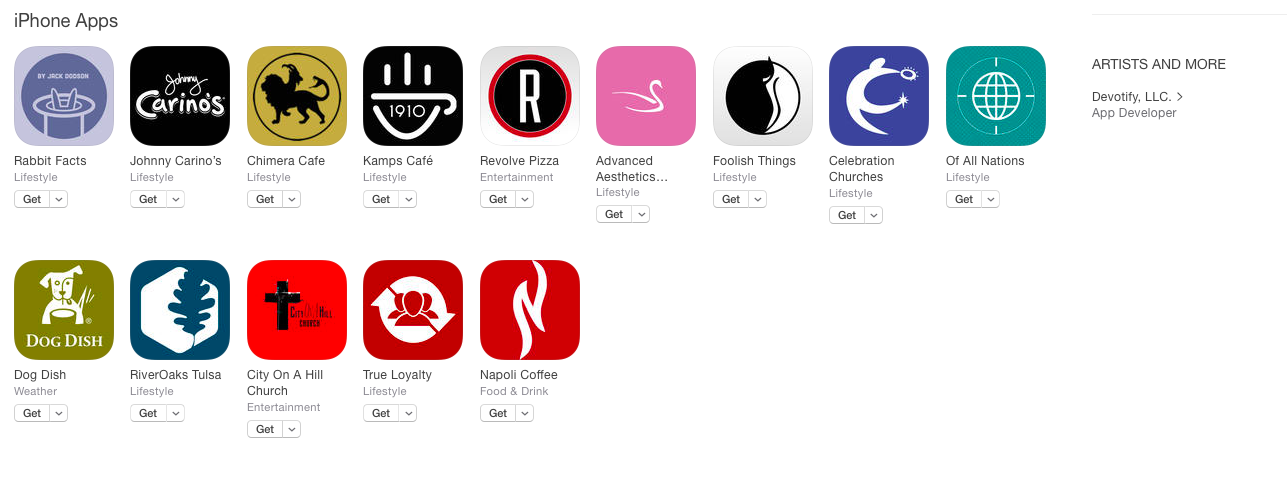 iPhone Apps
BY JACK DODSON
Johnny
Carino's
1910
R
Rabbit Facts
Lifestyle
Get
Johnny Carino's
Lifestyle
Get
Chimera Cafe
Lifestyle
Get
Kamps Café
Lifestyle
Get
Revolve Pizza
Entertainment
Get
Advanced
Aesthetics...
Lifestyle
Get
Foolish Things
Lifestyle
Get
Celebration
Churches
Lifestyle
Get
Of All Nations
Lifestyle
Get
DOG DISH®
CITY ON A HILL
CHURCH
N
Dog Dish
Weather
Get
RiverOaks Tulsa
Lifestyle
Get
City On A Hill
Church
Entertainment
Get
True Loyalty
Lifestyle
Get
Napoli Coffee
Food & Drink
Get
ARTISTS AND MORE
Devotify, LLC. >
App Developer